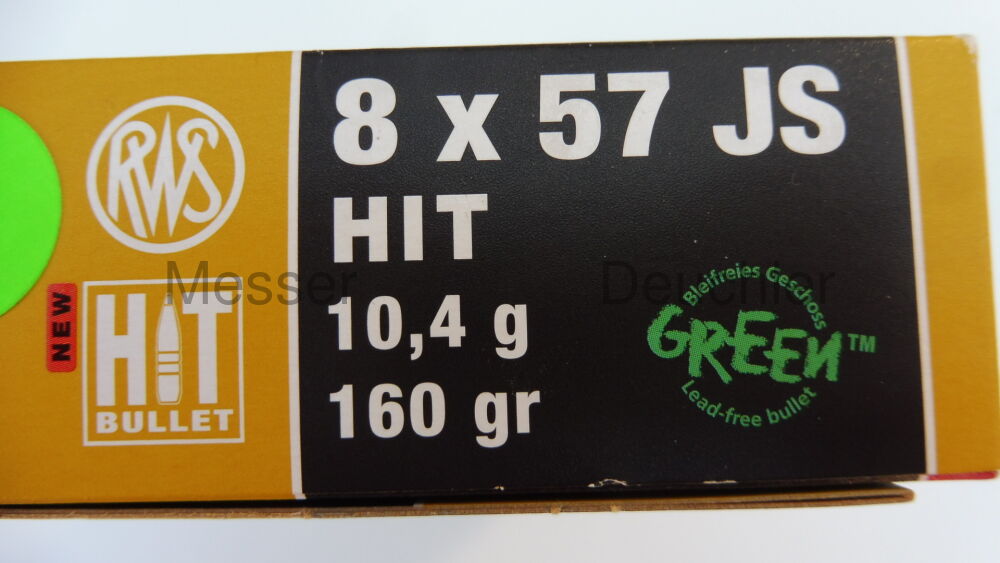 RWS
NEW
HIT
BULLET
8 x 57 JS
HIT
10,4 g
160 gr
Bleifreies Geschoss
GREEN™
Lead-free bullet
Messer Deuchler